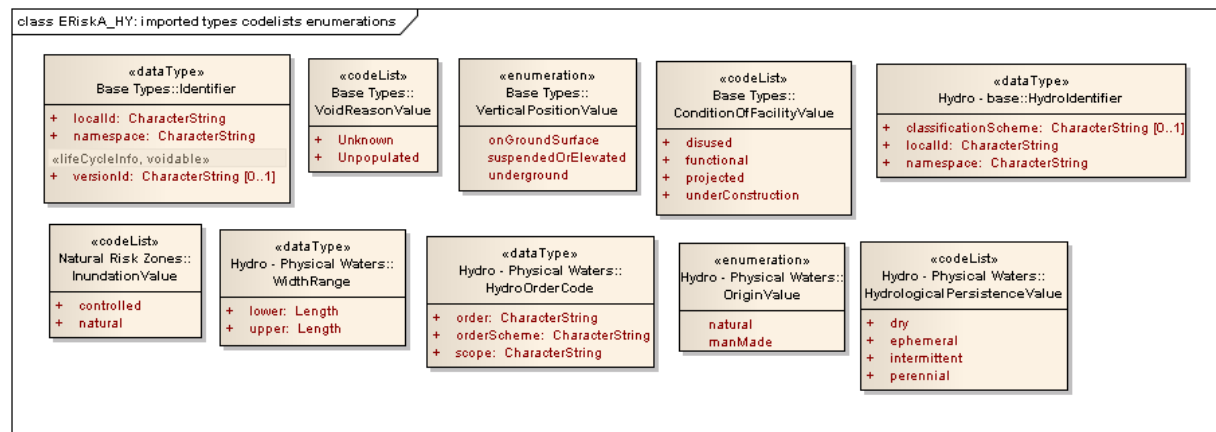 class ERiskA_HY: imported types codelists enumerations
«dataType»
Base Types::Identifier
+ localId: CharacterString
+ namespace: CharacterString
«lifeCycleInfo, voidable»
+ versionId: CharacterString [0..1]
«codeList»
Base Types::
VoidReasonValue
+ Unknown
+ Unpopulated
«enumeration»
Base Types::
VerticalPositionValue
onGroundSurface
suspendedOrElevated
underground
«codeList»
Base Types::
ConditionOfFacilityValue
+ disused
+ functional
+ projected
+ underConstruction
«dataType»
Hydro - base::HydroIdentifier
+ classificationScheme: CharacterString [0..1]
+ localId: CharacterString
+ namespace: CharacterString
«codeList»
Natural Risk Zones::
InundationValue
+ controlled
+ natural
«dataType»
Hydro - Physical Waters::
WidthRange
+ lower: Length
+ upper: Length
«dataType»
Hydro - Physical Waters::
HydroOrderCode
+ order: CharacterString
+ orderScheme: CharacterString
+ scope: CharacterString
«enumeration»
Hydro - Physical Waters::
OriginValue
natural
manMade
«codeList»
Hydro - Physical Waters::
HydrologicalPersistenceValue
+ dry
+ ephemeral
+ intermittent
+ perennial